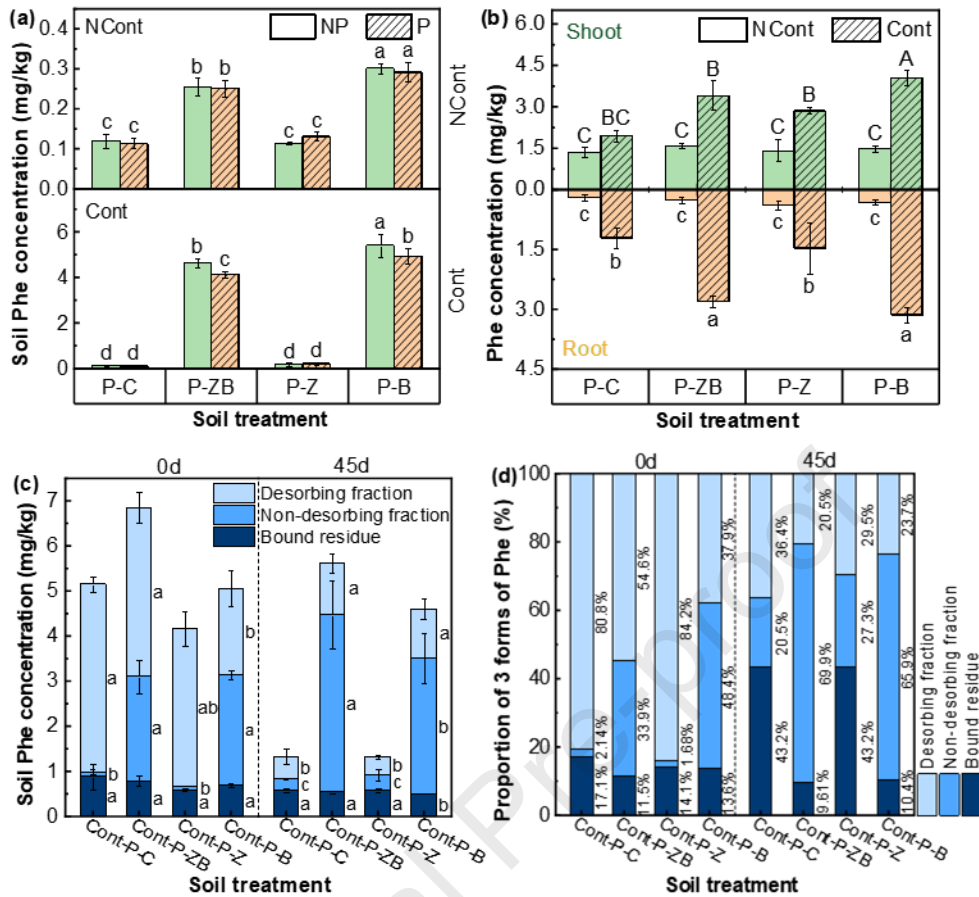 (a)
NCont
NP
P
Soil Phe concentration (mg/kg)
0.4
0.3
0.2
0.1
0.0
c c b b c c a a
NCont
Cont
6
4
2
0
d d b c d d a b
Cont
P-C P-ZB P-Z P-B
Soil treatment
(b)
Shoot
NCont
Cont
Phe concentration (mg/kg)
6.0
4.5
3.0
1.5
0.0
1.5
3.0
4.5
C BC C B C B C A
c b c a c b c a
Root
P-C P-ZB P-Z P-B
Soil treatment
(c)
0d 45d
Desorbing fraction
Non-desorbing fraction
Bound residue
Soil Phe concentration (mg/kg)
7
6
5
4
3
2
1
0
a b a
a a a
ab b a
b a a
b c a
a a a
b c a
a b b
Cont-P-C Cont-P-ZB Cont-P-Z Cont-P-B Cont-P-C Cont-P-ZB Cont-P-Z Cont-P-B
Soil treatment
(d)
0d 45d
Proportion of 3 forms of Phe (%)
100
80
60
40
20
0
80.8% 2.14% 17.1%
54.6% 33.9% 11.5%
84.2% 1.68% 14.1%
37.9% 48.4% 13.6%
36.4% 20.5% 43.2%
20.5% 69.9% 9.61%
29.5% 27.3% 43.2%
23.7% 65.9% 10.4%
Cont-P-C Cont-P-ZB Cont-P-Z Cont-P-B Cont-P-C Cont-P-ZB Cont-P-Z Cont-P-B
Soil treatment
Desorbing fraction
Non-desorbing fraction
Bound residue
al Pre-proof